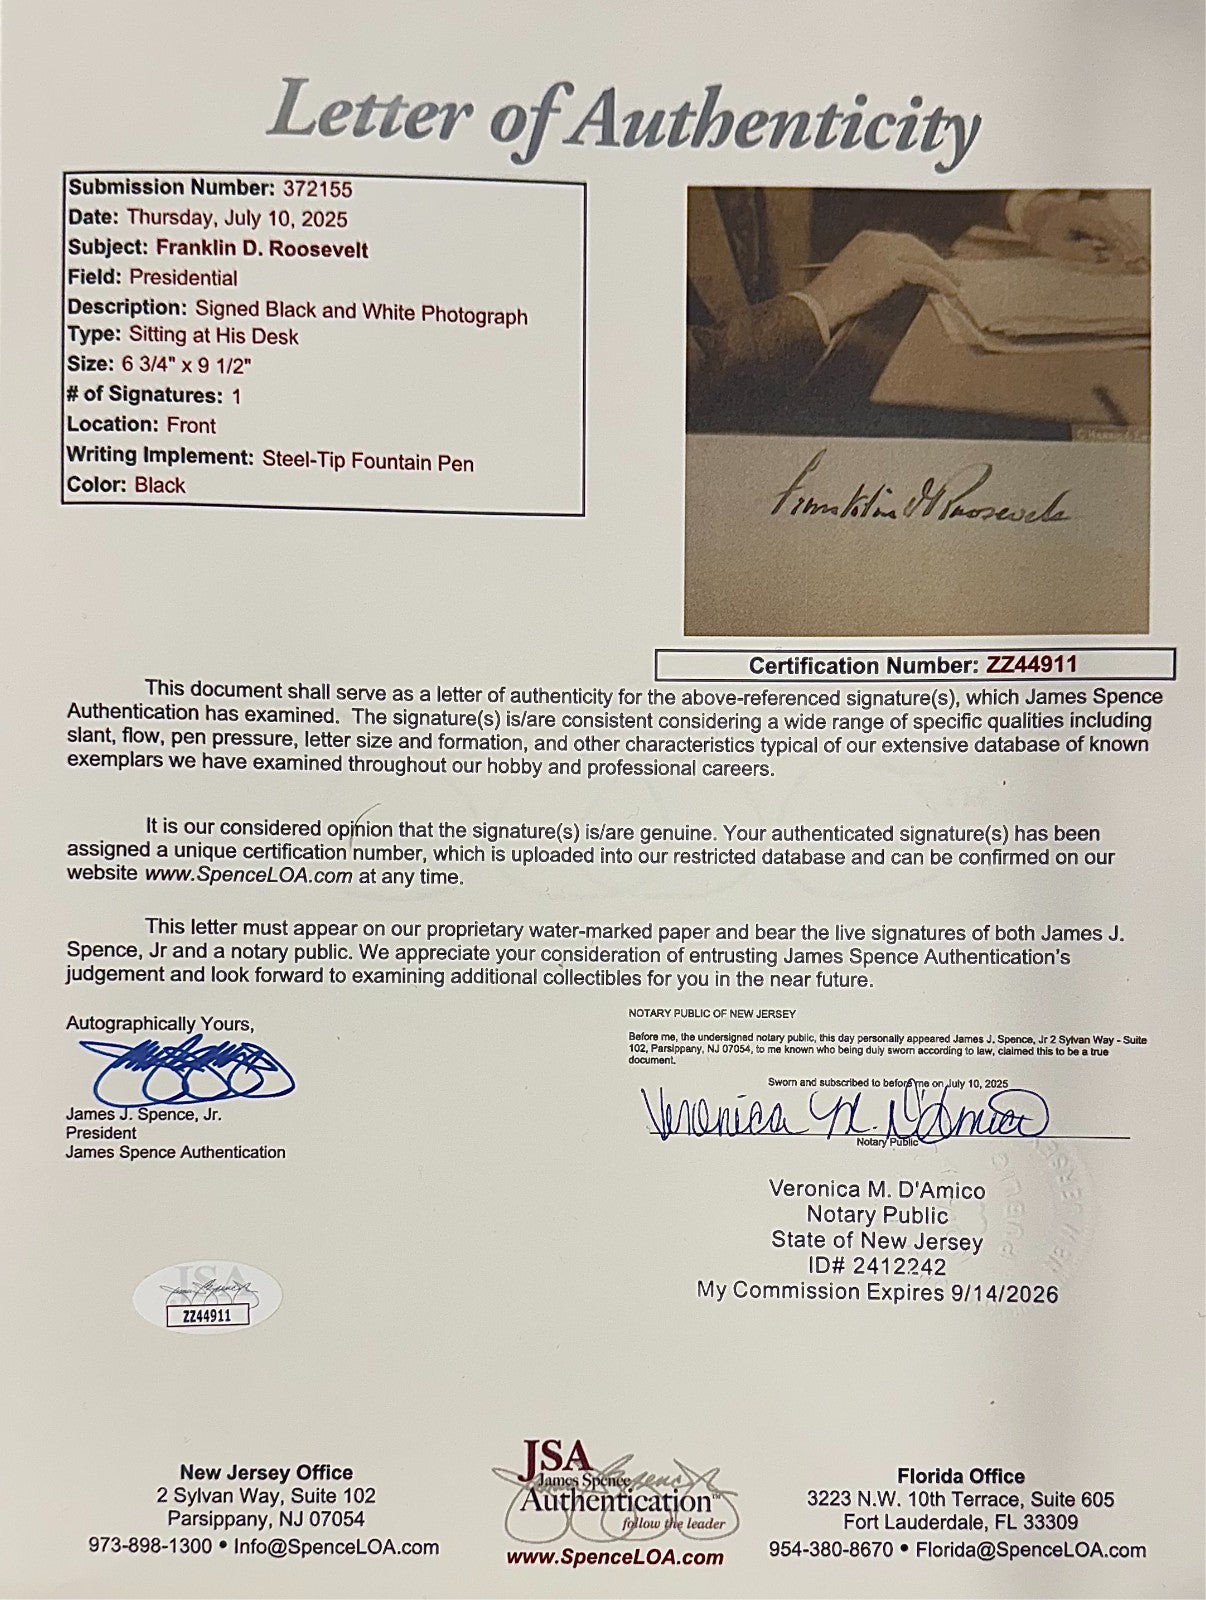 Letter of Authenticity
Submission Number: 372155
Date: Thursday, July 10, 2025
Subject: Franklin D. Roosevelt
Field: Presidential
Description: Signed Black and White Photograph
Type: Sitting at His Desk
Size: 6 3/4" x 9 1/2"
# of Signatures: 1
Location: Front
Writing Implement: Steel-Tip Fountain Pen
Color: Black
Franklin D Roosevelt
Certification Number: ZZ44911
This document shall serve as a letter of authenticity for the above-referenced signature(s), which James Spence
Authentication has examined. The signature(s) is/are consistent considering a wide range of specific qualities including
slant, flow, pen pressure, letter size and formation, and other characteristics typical of our extensive database of known
exemplars we have examined throughout our hobby and professional careers.
It is our considered opinion that the signature(s) is/are genuine. Your authenticated signature(s) has been
assigned a unique certification number, which is uploaded into our restricted database and can be confirmed on our
website www.SpenceLOA.com at any time.
This letter must appear on our proprietary water-marked paper and bear the live signatures of both James J.
Spence, Jr and a notary public. We appreciate your consideration of entrusting James Spence Authentication's
judgement and look forward to examining additional collectibles for you in the near future.
Autographically Yours,
James J. Spence, Jr.
President
James Spence Authentication
NOTARY PUBLIC OF NEW JERSEY
Before me, the undersigned notary public, this day personally appeared James J. Spence, Jr 2 Sylvan Way - Suite
102, Parsippany, NJ 07054, to me known who being duly sworn according to law, claimed this to be a true
document.
Sworn and subscribed to before me on July 10, 2025
Veronica M. D'Amico
Notary Public
Veronica M. D'Amico
Notary Public
State of New Jersey
ID# 2412242
My Commission Expires 9/14/2026
JSA
ZZ44911
New Jersey Office
2 Sylvan Way, Suite 102
Parsippany, NJ 07054
973-898-1300 • Info@SpenceLOA.com
JSA
James Spence
Authentication™
follow the leader
www.SpenceLOA.com
Florida Office
3223 N.W. 10th Terrace, Suite 605
Fort Lauderdale, FL 33309
954-380-8670 • Florida@SpenceLOA.com